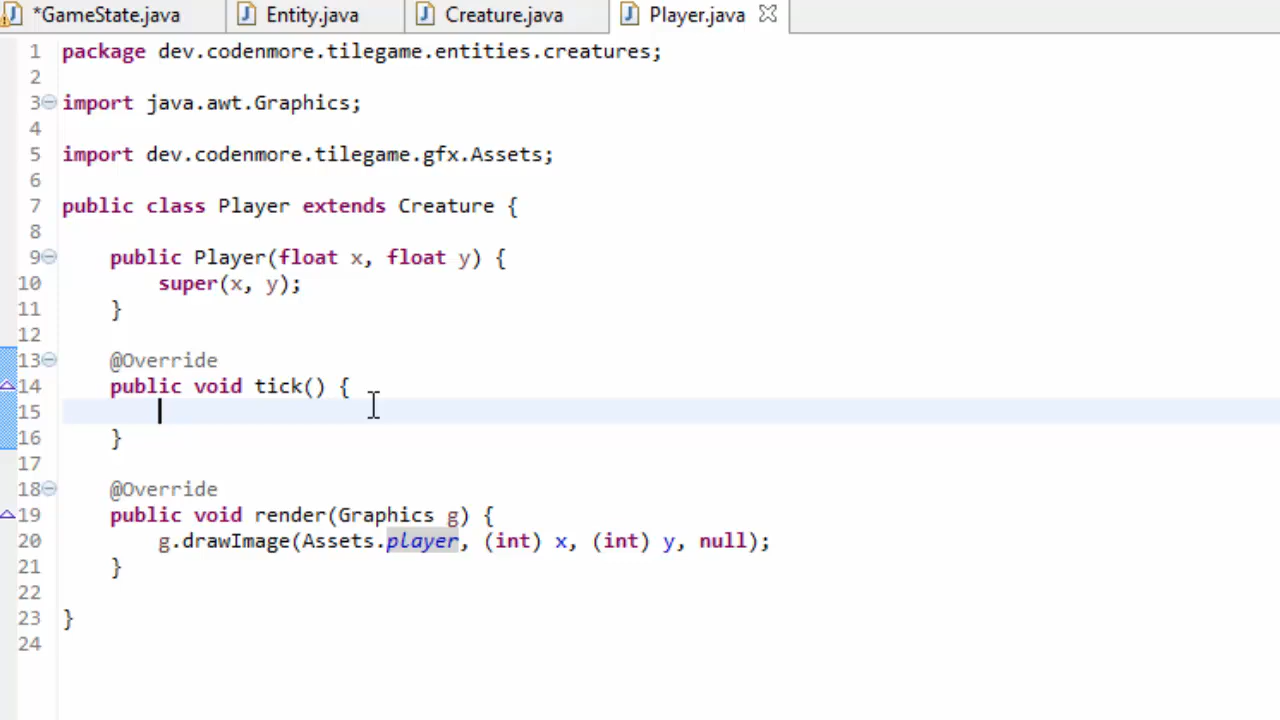 *GameState.java Entity.java Creature.java Player.java
1 package dev.codenmore.tilegame.entities.creatures;
2
3 import java.awt.Graphics;
4
5 import dev.codenmore.tilegame.gfx.Assets;
6
7 public class Player extends Creature {
8
9 public Player(float x, float y) {
10 super(x, y);
11 }
12
13 @Override
14 public void tick() {
15
16 }
17
18 @Override
19 public void render(Graphics g) {
20 g.drawImage(Assets.player, (int) x, (int) y, null);
21 }
22
23 }
24